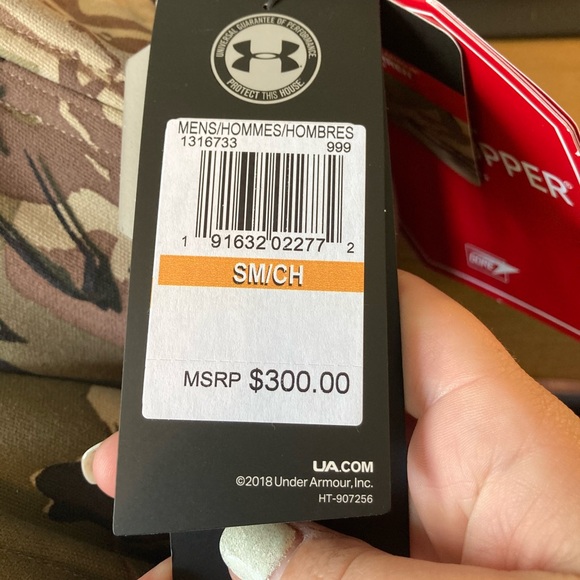 UNIVERSAL GUARANTEE OF PERFORMANCE
PROTECT THIS HOUSE
MENS/HOMMES/HOMBRES
1316733 999
1 91632 02277 2
SM/CH
MSRP $300.00
UA.COM
©2018 Under Armour, Inc.
HT-907256
PPER®
GORE